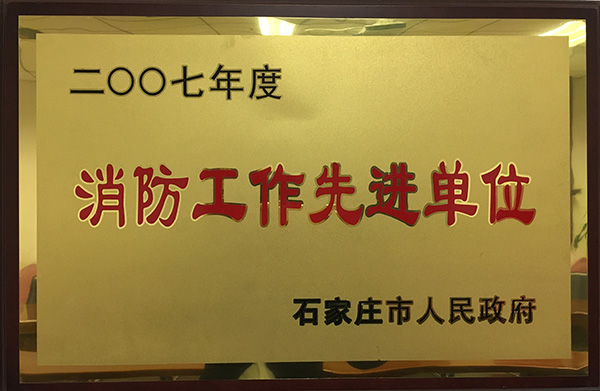 二〇〇七年度
消防工作先进单位
石家庄市人民政府